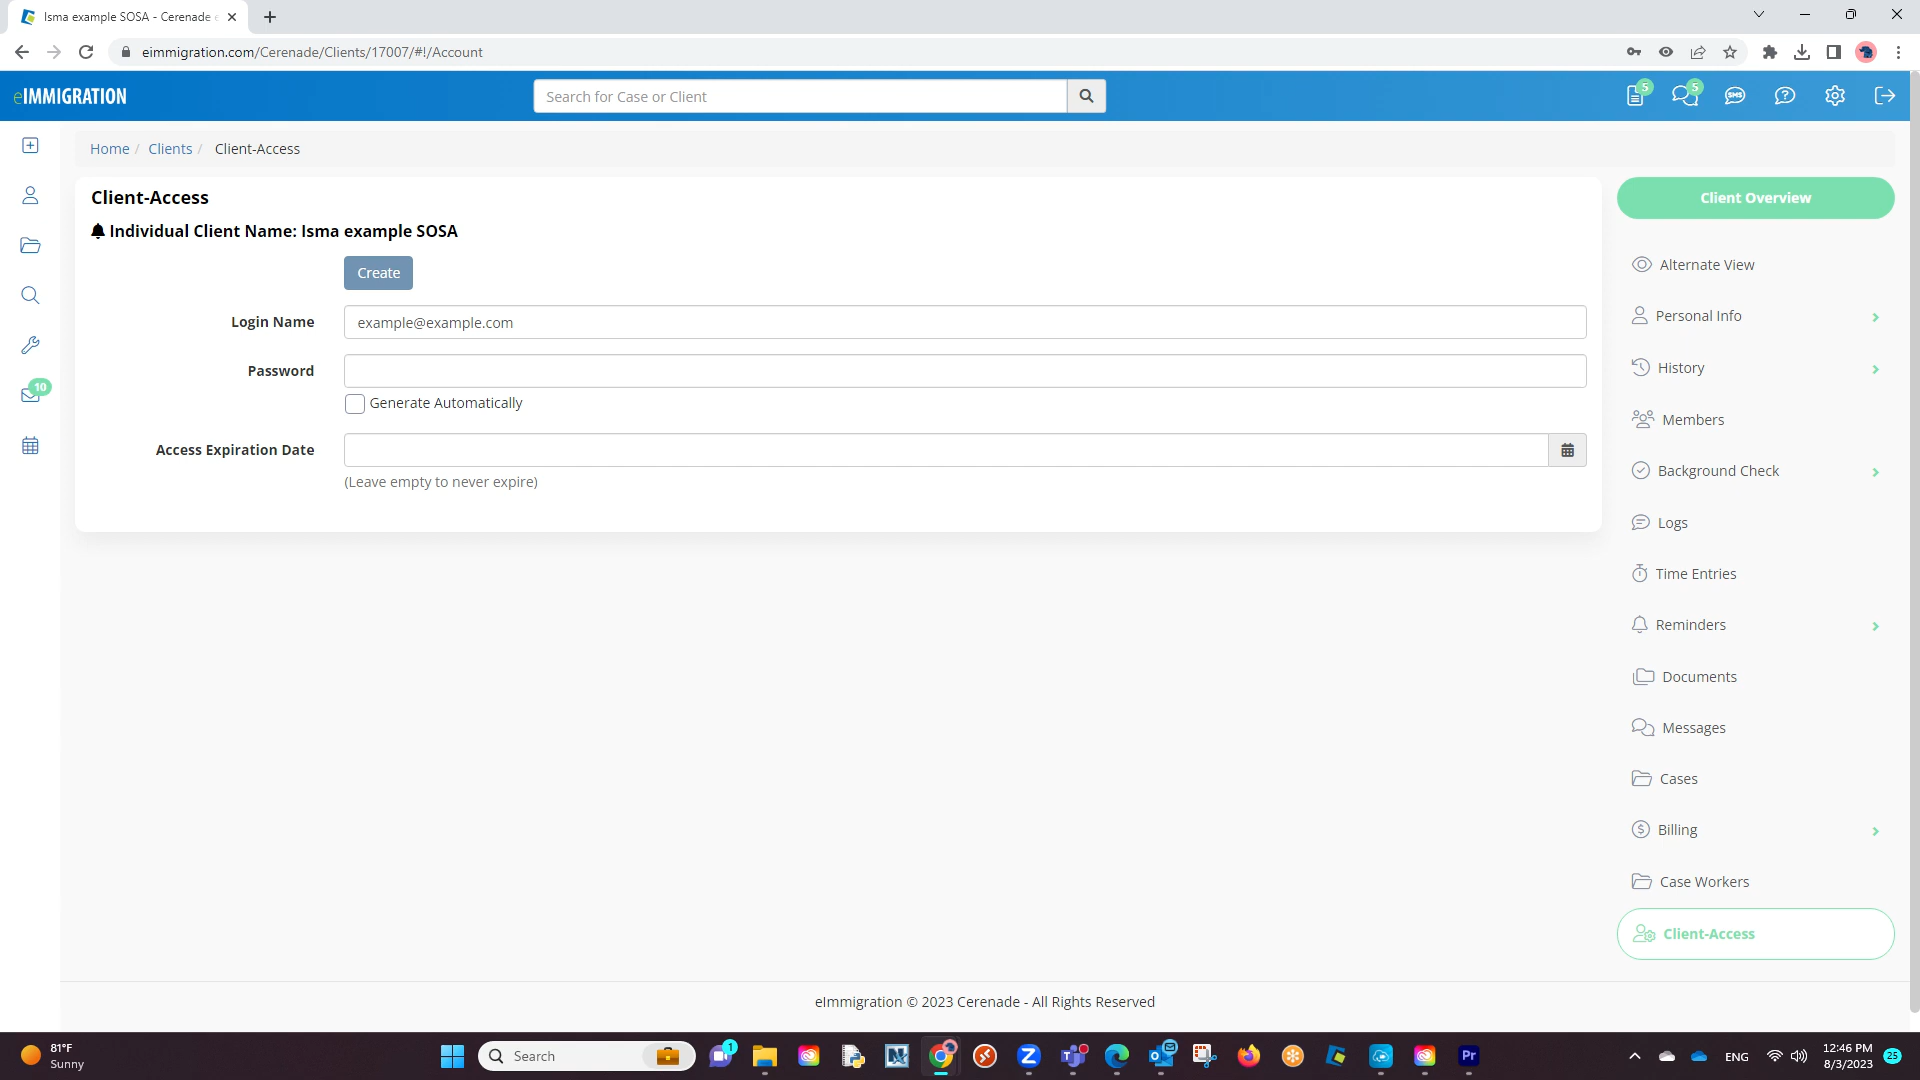 Isma example SOSA - Cerenade e
eimmigration.com/Cerenade/Clients/17007/#!/Account
eIMMIGRATION
Search for Case or Client
5
5
SMS
Home / Clients / Client-Access
Client-Access
Individual Client Name: Isma example SOSA
Create
Login Name
example@example.com
Password
Generate Automatically
Access Expiration Date
(Leave empty to never expire)
10
Client Overview
Alternate View
Personal Info
History
Members
Background Check
Logs
Time Entries
Reminders
Documents
Messages
Cases
Billing
Case Workers
Client-Access
eImmigration © 2023 Cerenade - All Rights Reserved
81°F
Sunny
Search
1
Pr
ENG
12:46 PM
8/3/2023
25